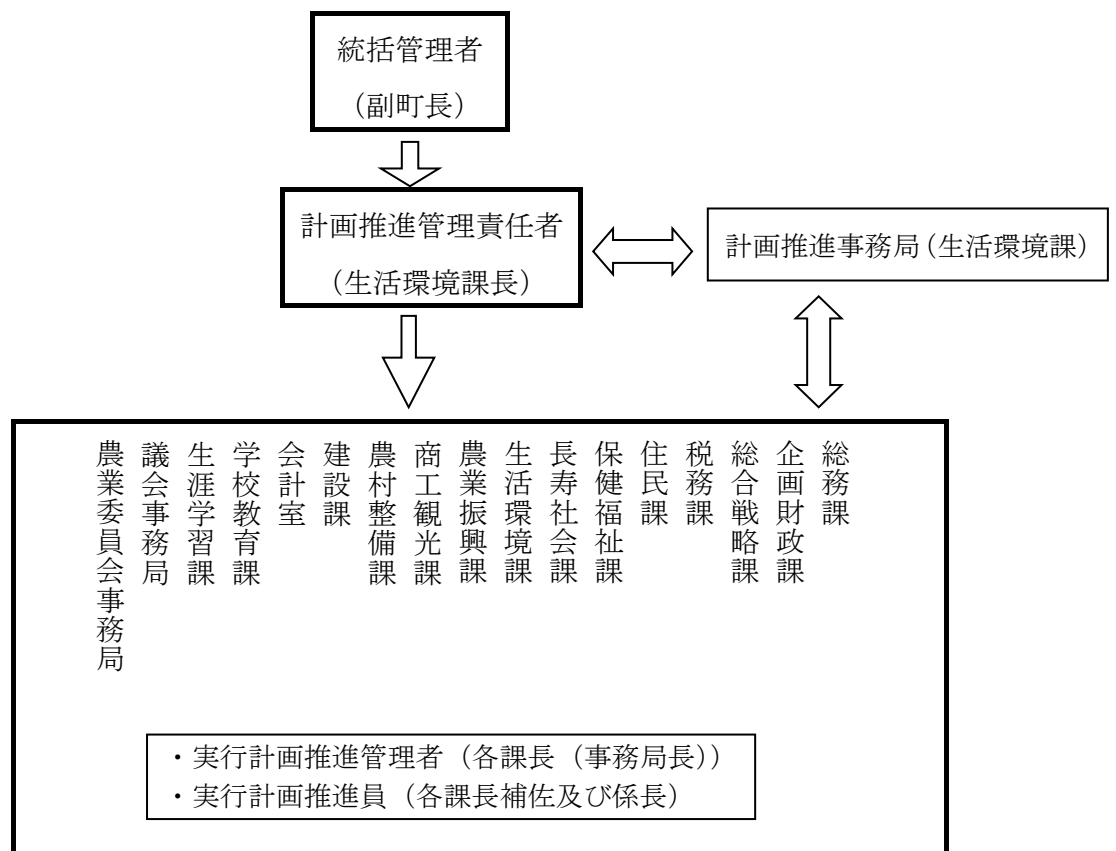 統括管理者
（副町長）
計画推進管理責任者
（生活環境課長）
計画推進事務局（生活環境課）
総務課
企画財政課
総合戦略課
税務課
住民課
保健福祉課
長寿社会課
生活環境課
農業振興課
商工観光課
農村整備課
建設課
会計室
学校教育課
生涯学習課
議会事務局
農業委員会事務局
・実行計画推進管理者（各課長（事務局長））
・実行計画推進員（各課長補佐及び係長）